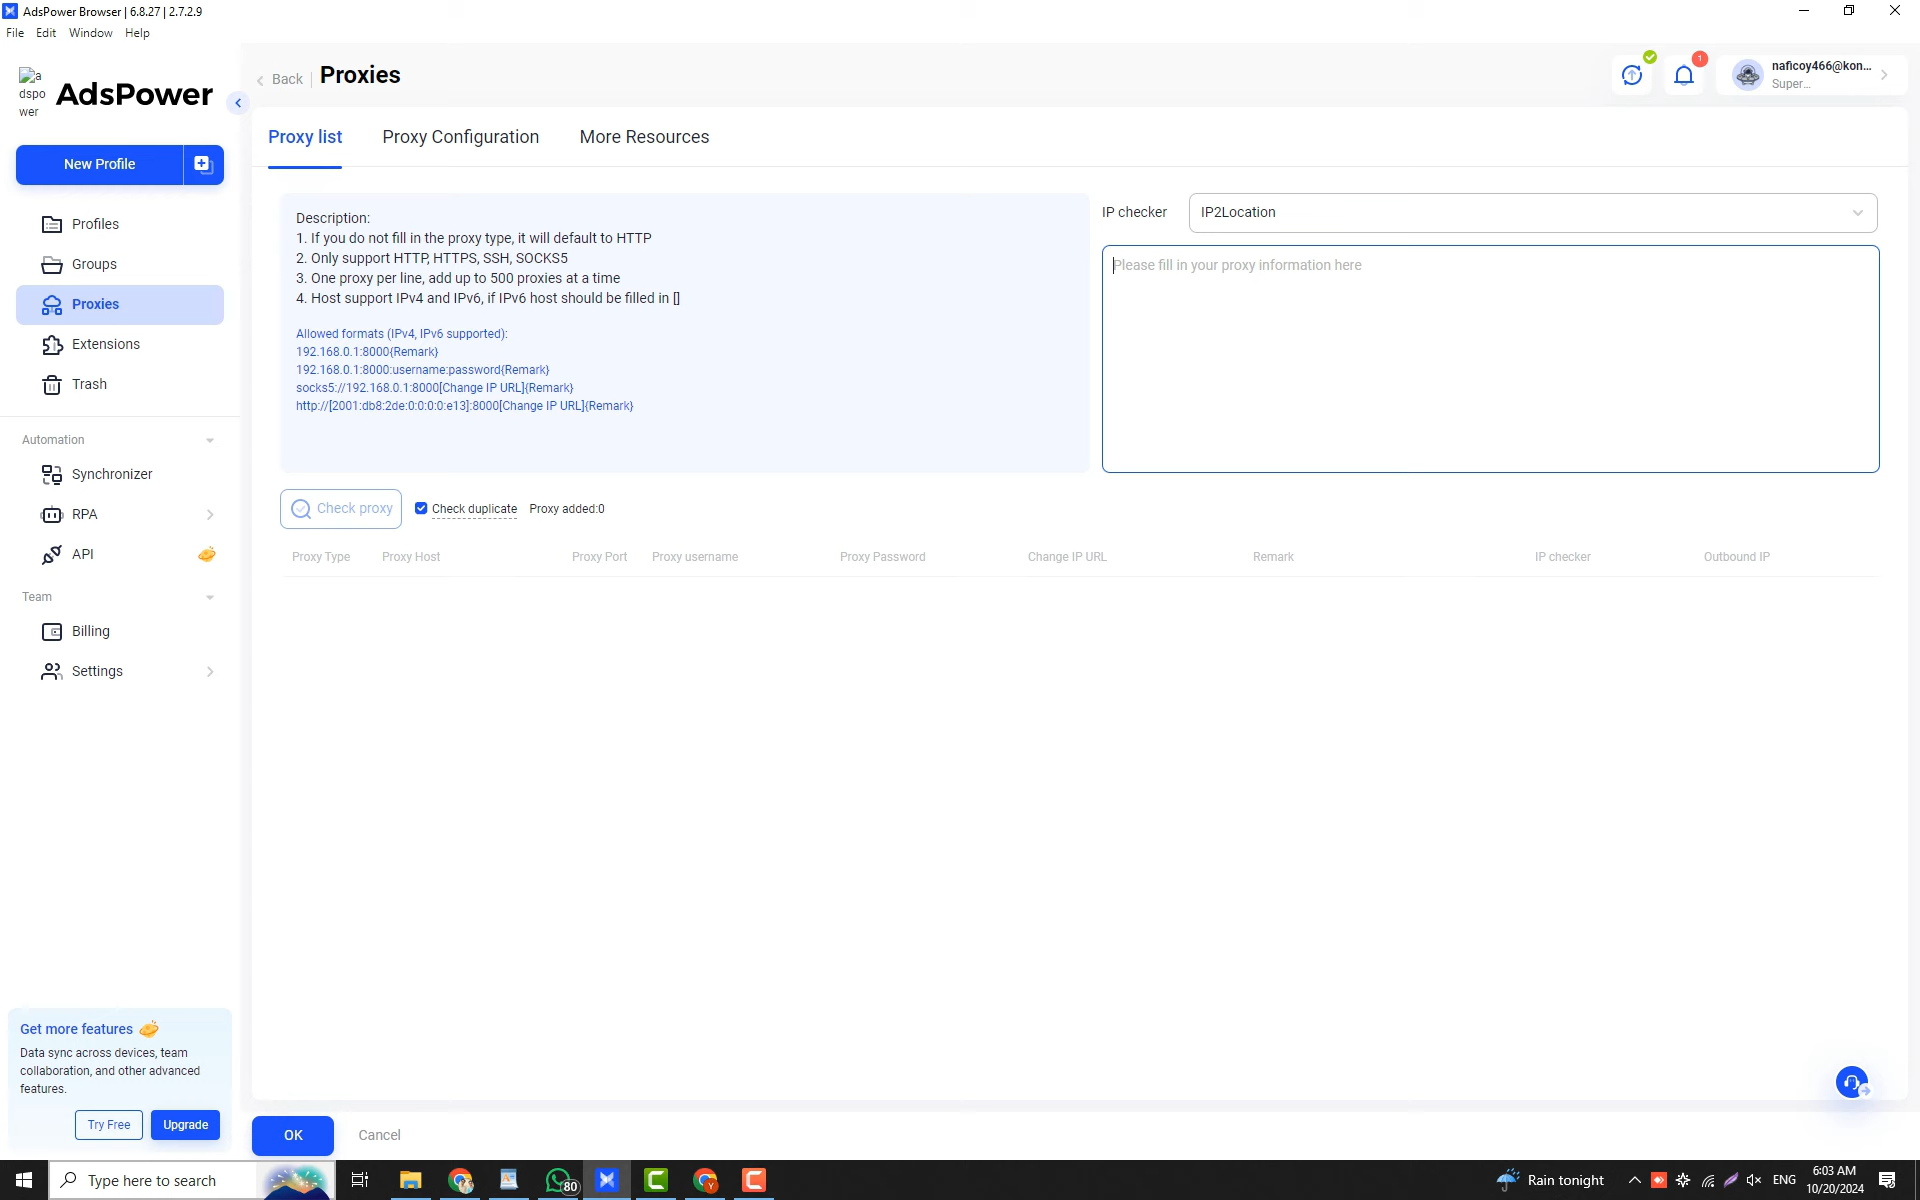 AdsPower Browser | 6.8.27 | 2.7.2.9
File Edit Window Help
adspower
AdsPower
Back | Proxies
1
naficoy466@kon...
Super...
New Profile
Profiles
Groups
Proxies
Extensions
Trash
Automation
Synchronizer
RPA
API
Team
Billing
Settings
Get more features
Data sync across devices, team
collaboration, and other advanced
features.
Try Free
Upgrade
Proxy list
Proxy Configuration
More Resources
Description:
1. If you do not fill in the proxy type, it will default to HTTP
2. Only support HTTP, HTTPS, SSH, SOCKS5
3. One proxy per line, add up to 500 proxies at a time
4. Host support IPv4 and IPv6, if IPv6 host should be filled in []
Allowed formats (IPv4, IPv6 supported):
192.168.0.1:8000{Remark}
192.168.0.1:8000:username:password{Remark}
socks5://192.168.0.1:8000[Change IP URL]{Remark}
http://[2001:db8:2de:0:0:0:0:e13]:8000[Change IP URL]{Remark}
IP checker
IP2Location
Please fill in your proxy information here
Check proxy
Check duplicate
Proxy added:0
Proxy Type Proxy Host Proxy Port Proxy username Proxy Password Change IP URL Remark IP checker Outbound IP
OK
Cancel
Type here to search
80
Rain tonight
ENG
6:03 AM
10/20/2024